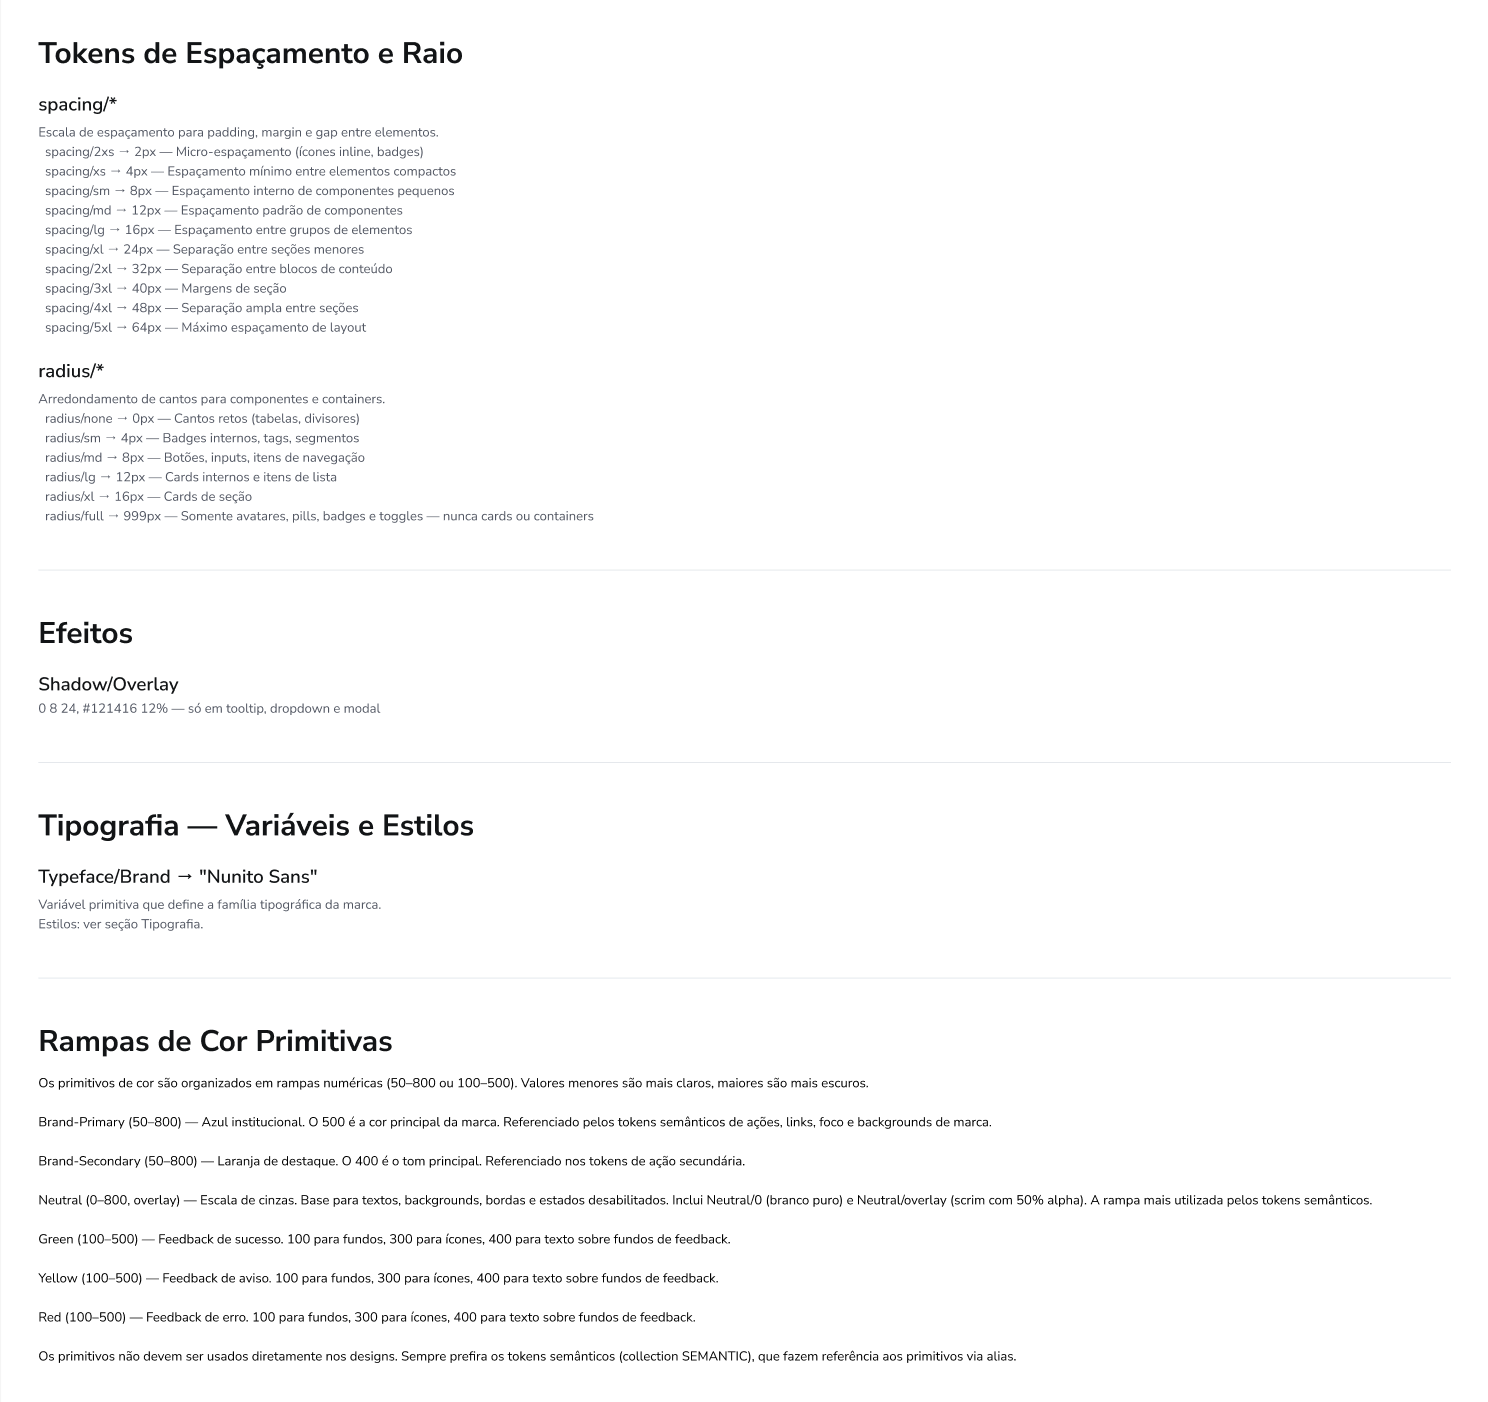 Tokens de Espaçamento e Raio
spacing/*
Escala de espaçamento para padding, margin e gap entre elementos.
spacing/2xs → 2px — Micro-espaçamento (ícones inline, badges)
spacing/xs → 4px — Espaçamento mínimo entre elementos compactos
spacing/sm → 8px — Espaçamento interno de componentes pequenos
spacing/md → 12px — Espaçamento padrão de componentes
spacing/lg → 16px — Espaçamento entre grupos de elementos
spacing/xl → 24px — Separação entre seções menores
spacing/2xl → 32px — Separação entre blocos de conteúdo
spacing/3xl → 40px — Margens de seção
spacing/4xl → 48px — Separação ampla entre seções
spacing/5xl → 64px — Máximo espaçamento de layout
radius/*
Arredondamento de cantos para componentes e containers.
radius/none → 0px — Cantos retos (tabelas, divisores)
radius/sm → 4px — Badges internos, tags, segmentos
radius/md → 8px — Botões, inputs, itens de navegação
radius/lg → 12px — Cards internos e itens de lista
radius/xl → 16px — Cards de seção
radius/full → 999px — Somente avatares, pills, badges e toggles — nunca cards ou containers
Efeitos
Shadow/Overlay
0 8 24, #121416 12% — só em tooltip, dropdown e modal
Tipografia — Variáveis e Estilos
Typeface/Brand → "Nunito Sans"
Variável primitiva que define a família tipográfica da marca.
Estilos: ver seção Tipografia.
Rampas de Cor Primitivas
Os primitivos de cor são organizados em rampas numéricas (50–800 ou 100–500). Valores menores são mais claros, maiores são mais escuros.
Brand-Primary (50–800) — Azul institucional. O 500 é a cor principal da marca. Referenciado pelos tokens semânticos de ações, links, foco e backgrounds de marca.
Brand-Secondary (50–800) — Laranja de destaque. O 400 é o tom principal. Referenciado nos tokens de ação secundária.
Neutral (0–800, overlay) — Escala de cinzas. Base para textos, backgrounds, bordas e estados desabilitados. Inclui Neutral/0 (branco puro) e Neutral/overlay (scrim com 50% alpha). A rampa mais utilizada pelos tokens semânticos.
Green (100–500) — Feedback de sucesso. 100 para fundos, 300 para ícones, 400 para texto sobre fundos de feedback.
Yellow (100–500) — Feedback de aviso. 100 para fundos, 300 para ícones, 400 para texto sobre fundos de feedback.
Red (100–500) — Feedback de erro. 100 para fundos, 300 para ícones, 400 para texto sobre fundos de feedback.
Os primitivos não devem ser usados diretamente nos designs. Sempre prefira os tokens semânticos (collection SEMANTIC), que fazem referência aos primitivos via alias.